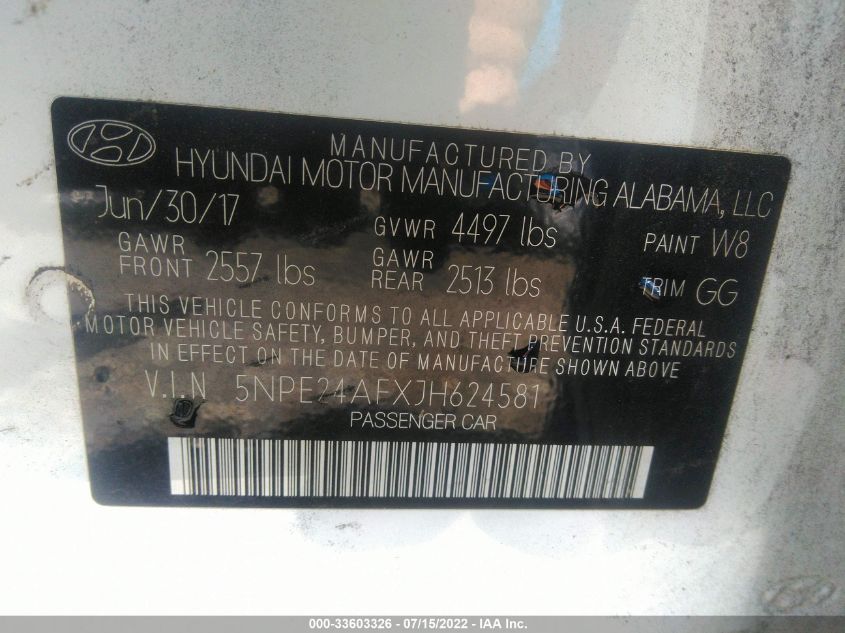 MANUFACTURED BY
HYUNDAI MOTOR MANUFACTURING ALABAMA, LLC
Jun/30/17 GVWR 4497 lbs PAINT W8
GAWR FRONT 2557 lbs GAWR REAR 2513 lbs TRIM GG
THIS VEHICLE CONFORMS TO ALL APPLICABLE U.S.A. FEDERAL
MOTOR VEHICLE SAFETY, BUMPER, AND THEFT PREVENTION STANDARDS
IN EFFECT ON THE DATE OF MANUFACTURE SHOWN ABOVE
V.I.N 5NPE24AFXJH624581
PASSENGER CAR
000-33603326 - 07/15/2022 - IAA Inc.